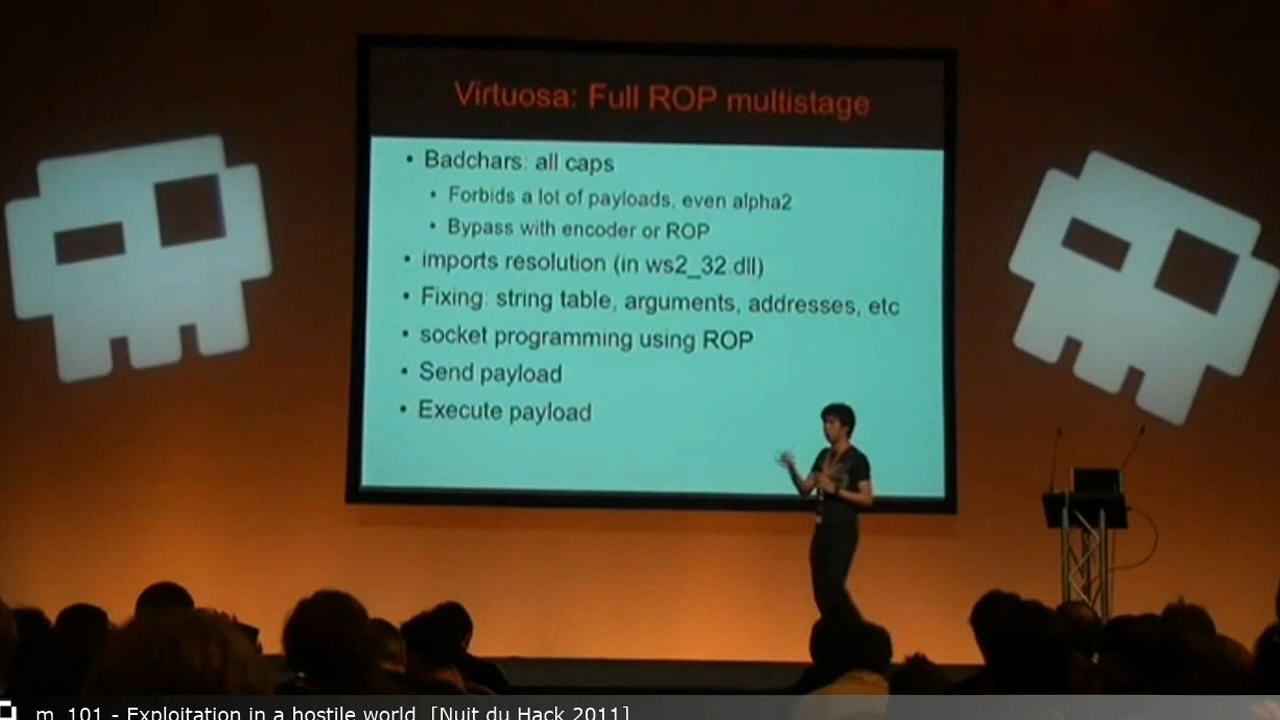 Virtuosa: Full ROP multistage
• Badchars: all caps
• Forbids a lot of payloads, even alpha2
• Bypass with encoder or ROP
• imports resolution (in ws2_32.dll)
• Fixing: string table, arguments, addresses, etc
• socket programming using ROP
• Send payload
• Execute payload
m_101 - Exploitation in a hostile world [Nuit du Hack 2011]